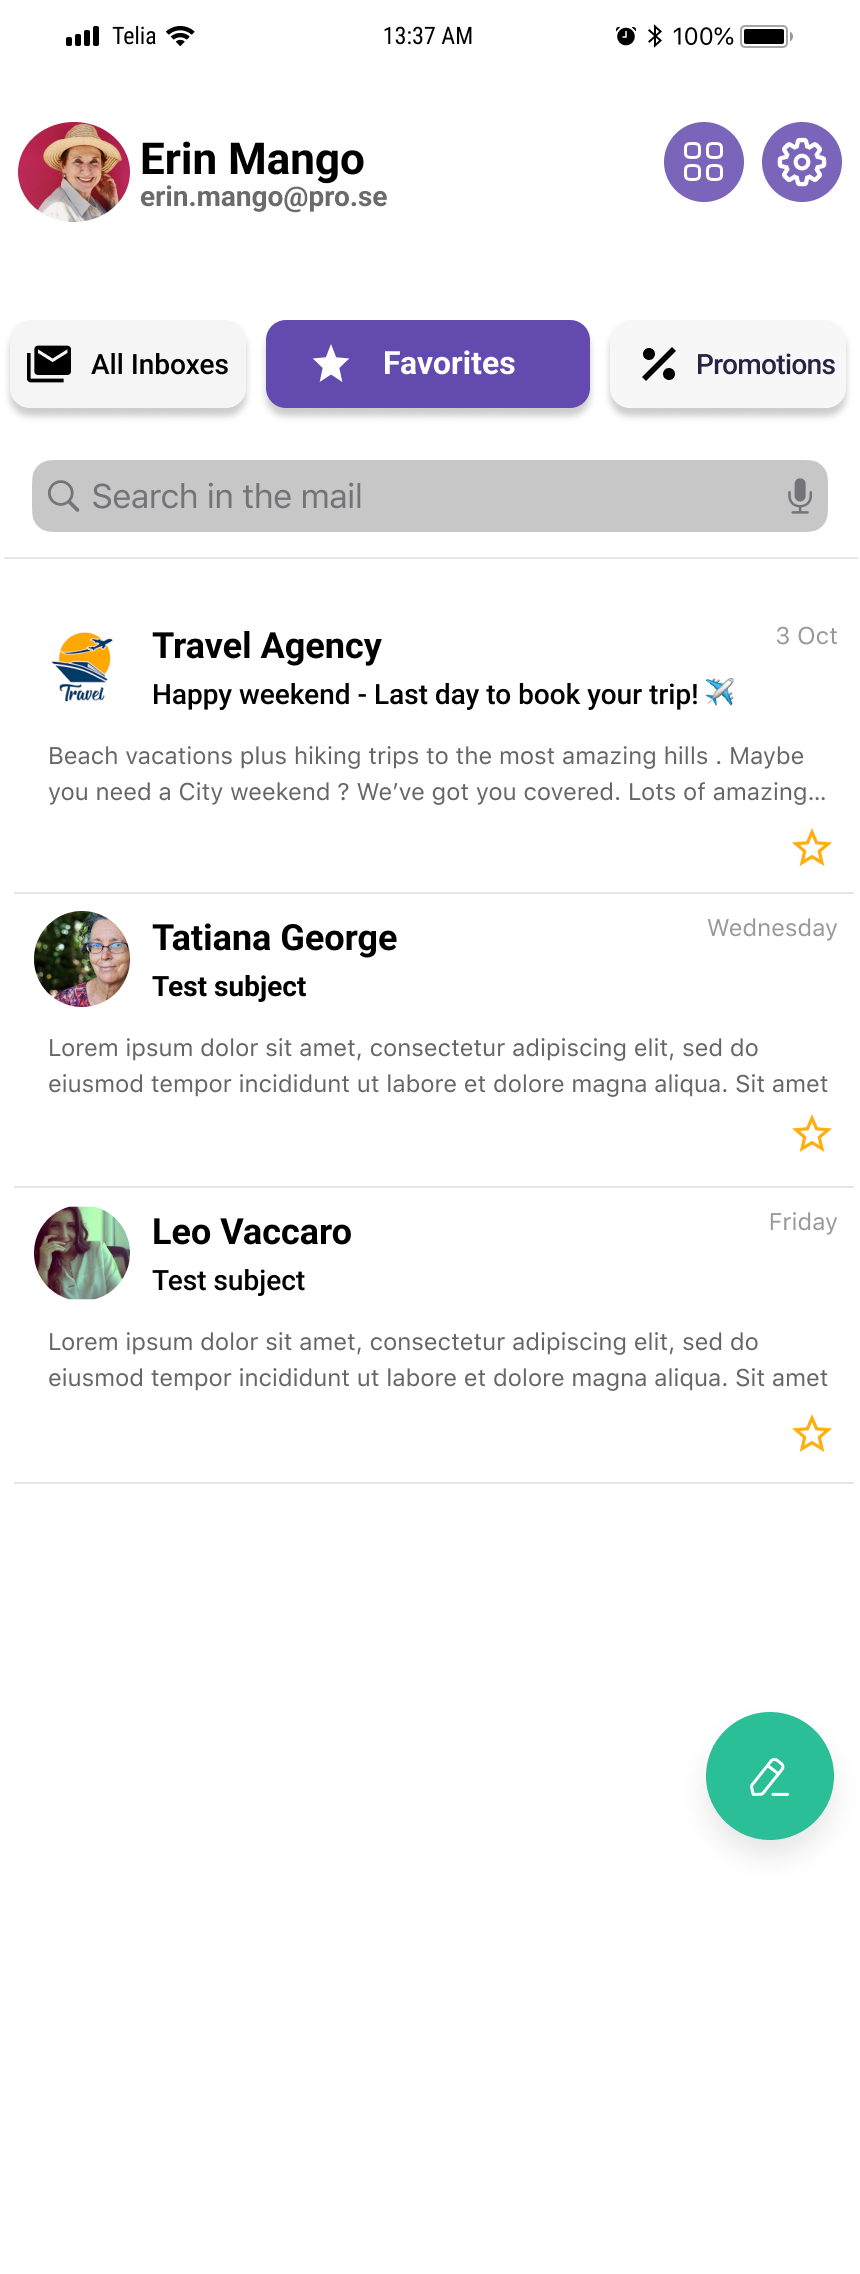 Telia 13:37 AM 100%
Erin Mango
erin.mango@pro.se
All Inboxes Favorites Promotions
Search in the mail
Travel Agency 3 Oct
Travel Happy weekend - Last day to book your trip! ✈️
Beach vacations plus hiking trips to the most amazing hills . Maybe
you need a City weekend ? We’ve got you covered. Lots of amazing...
Tatiana George Wednesday
Test subject
Lorem ipsum dolor sit amet, consectetur adipiscing elit, sed do
eiusmod tempor incididunt ut labore et dolore magna aliqua. Sit amet
Leo Vaccaro Friday
Test subject
Lorem ipsum dolor sit amet, consectetur adipiscing elit, sed do
eiusmod tempor incididunt ut labore et dolore magna aliqua. Sit amet